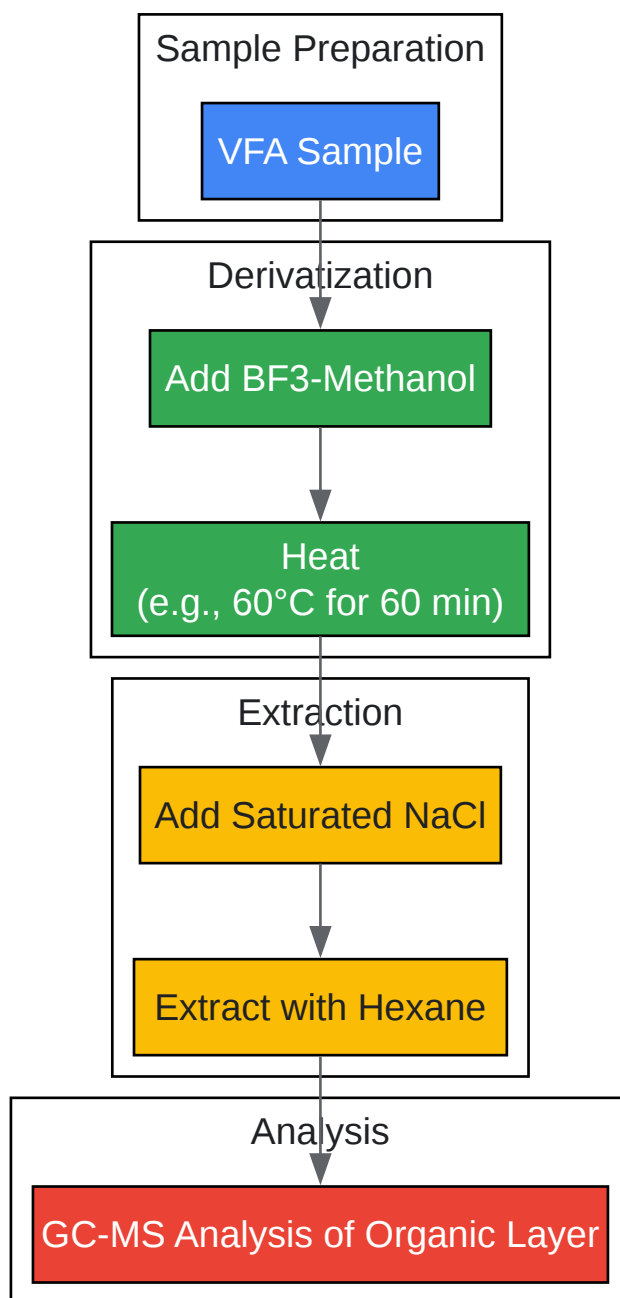 Sample Preparation
VFA Sample
Derivatization
Add BF3-Methanol
Heat
(e.g., 60°C for 60 min)
Extraction
Add Saturated NaCl
Extract with Hexane
Analysis
GC-MS Analysis of Organic Layer